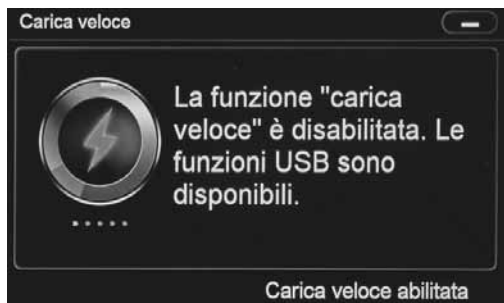 Carica veloce
La funzione "carica
veloce" è disabilitata. Le
funzioni USB sono
disponibili.
Carica veloce abilitata